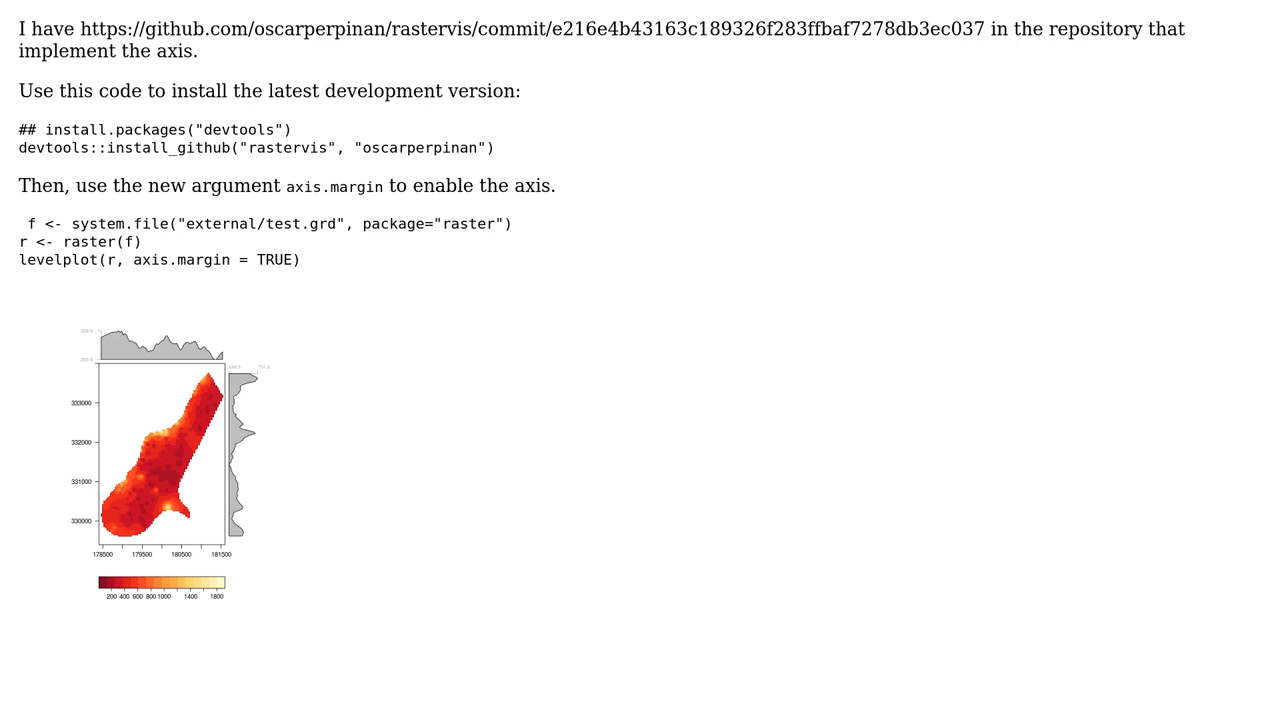 I have https://github.com/oscarperpinan/rastervis/commit/e216e4b43163c189326f283ffbaf7278db3ec037 in the repository that
implement the axis.
Use this code to install the latest development version:
## install.packages("devtools")
devtools::install_github("rastervis", "oscarperpinan")
Then, use the new argument axis.margin to enable the axis.
f <- system.file("external/test.grd", package="raster")
r <- raster(f)
levelplot(r, axis.margin = TRUE)
333000
332000
331000
330000
178500 179500 180500 181500
200 400 600 800 1000 1400 1800